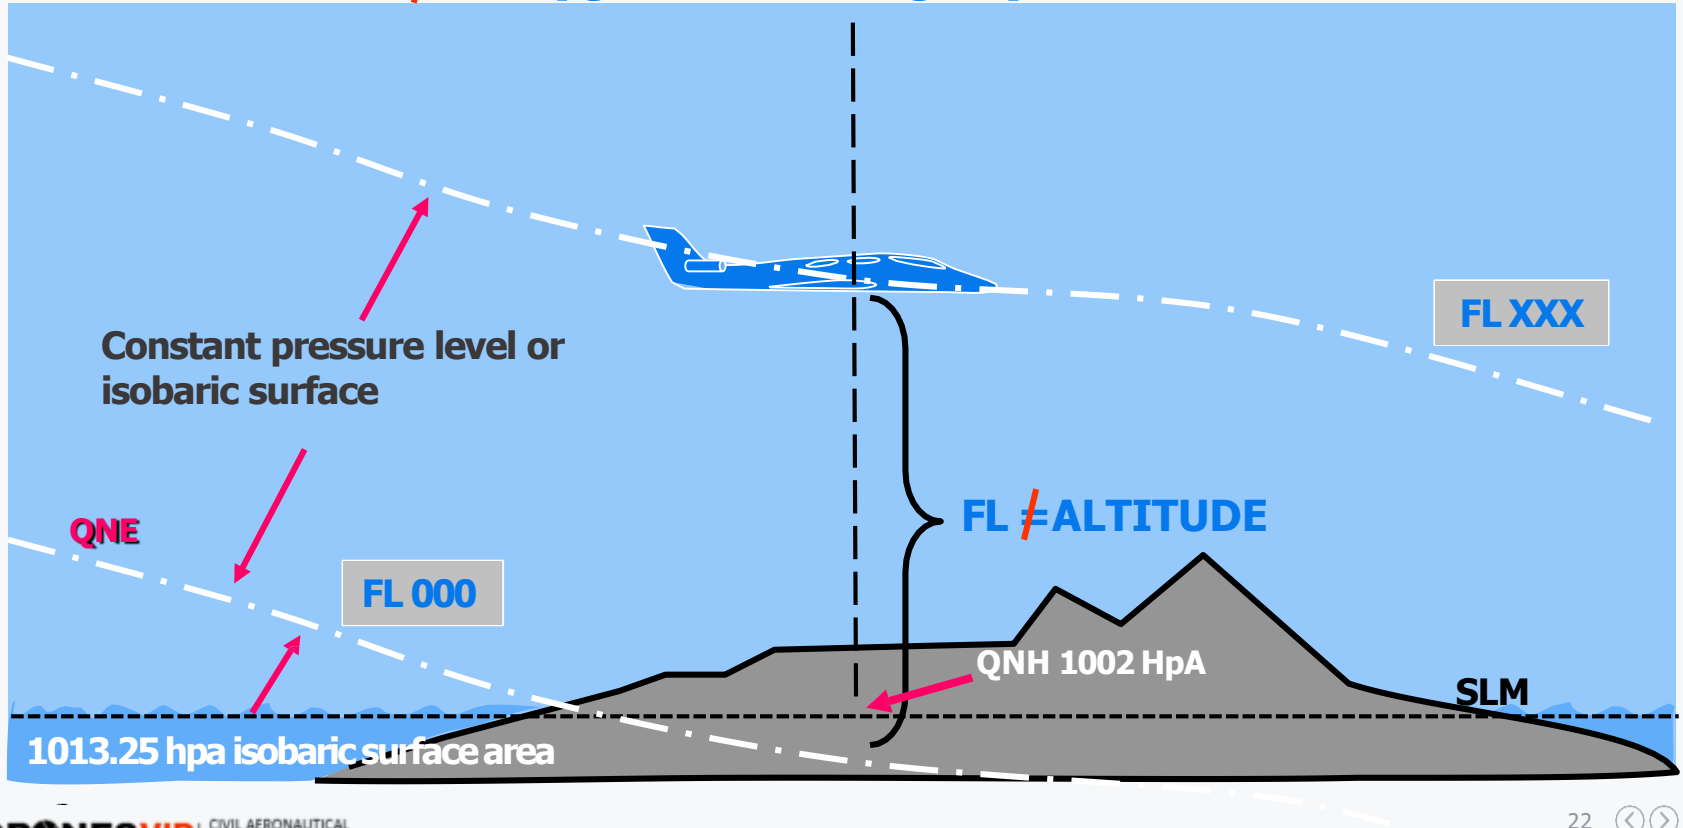 Constant pressure level or
isobaric surface
FL XXX
QNE
FL 000
FL ≠ALTITUDE
QNH 1002 HpA
SLM
1013.25 hpa isobaric surface area
CIVIL AERONAUTICAL
22